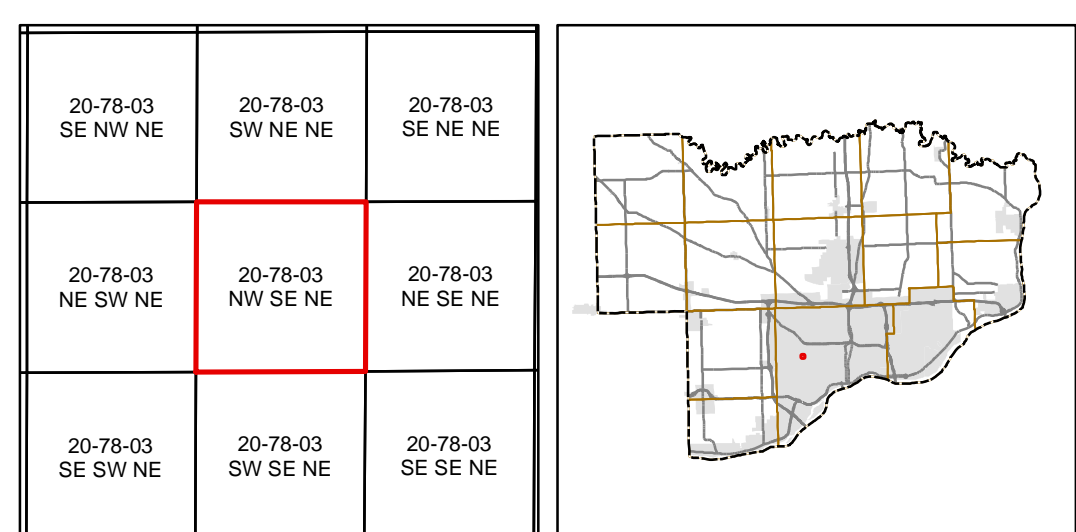 20-78-03
SE NW NE
20-78-03
SW NE NE
20-78-03
SE NE NE
20-78-03
NE SW NE
20-78-03
NW SE NE
20-78-03
NE SE NE
20-78-03
SE SW NE
20-78-03
SW SE NE
20-78-03
SE SE NE